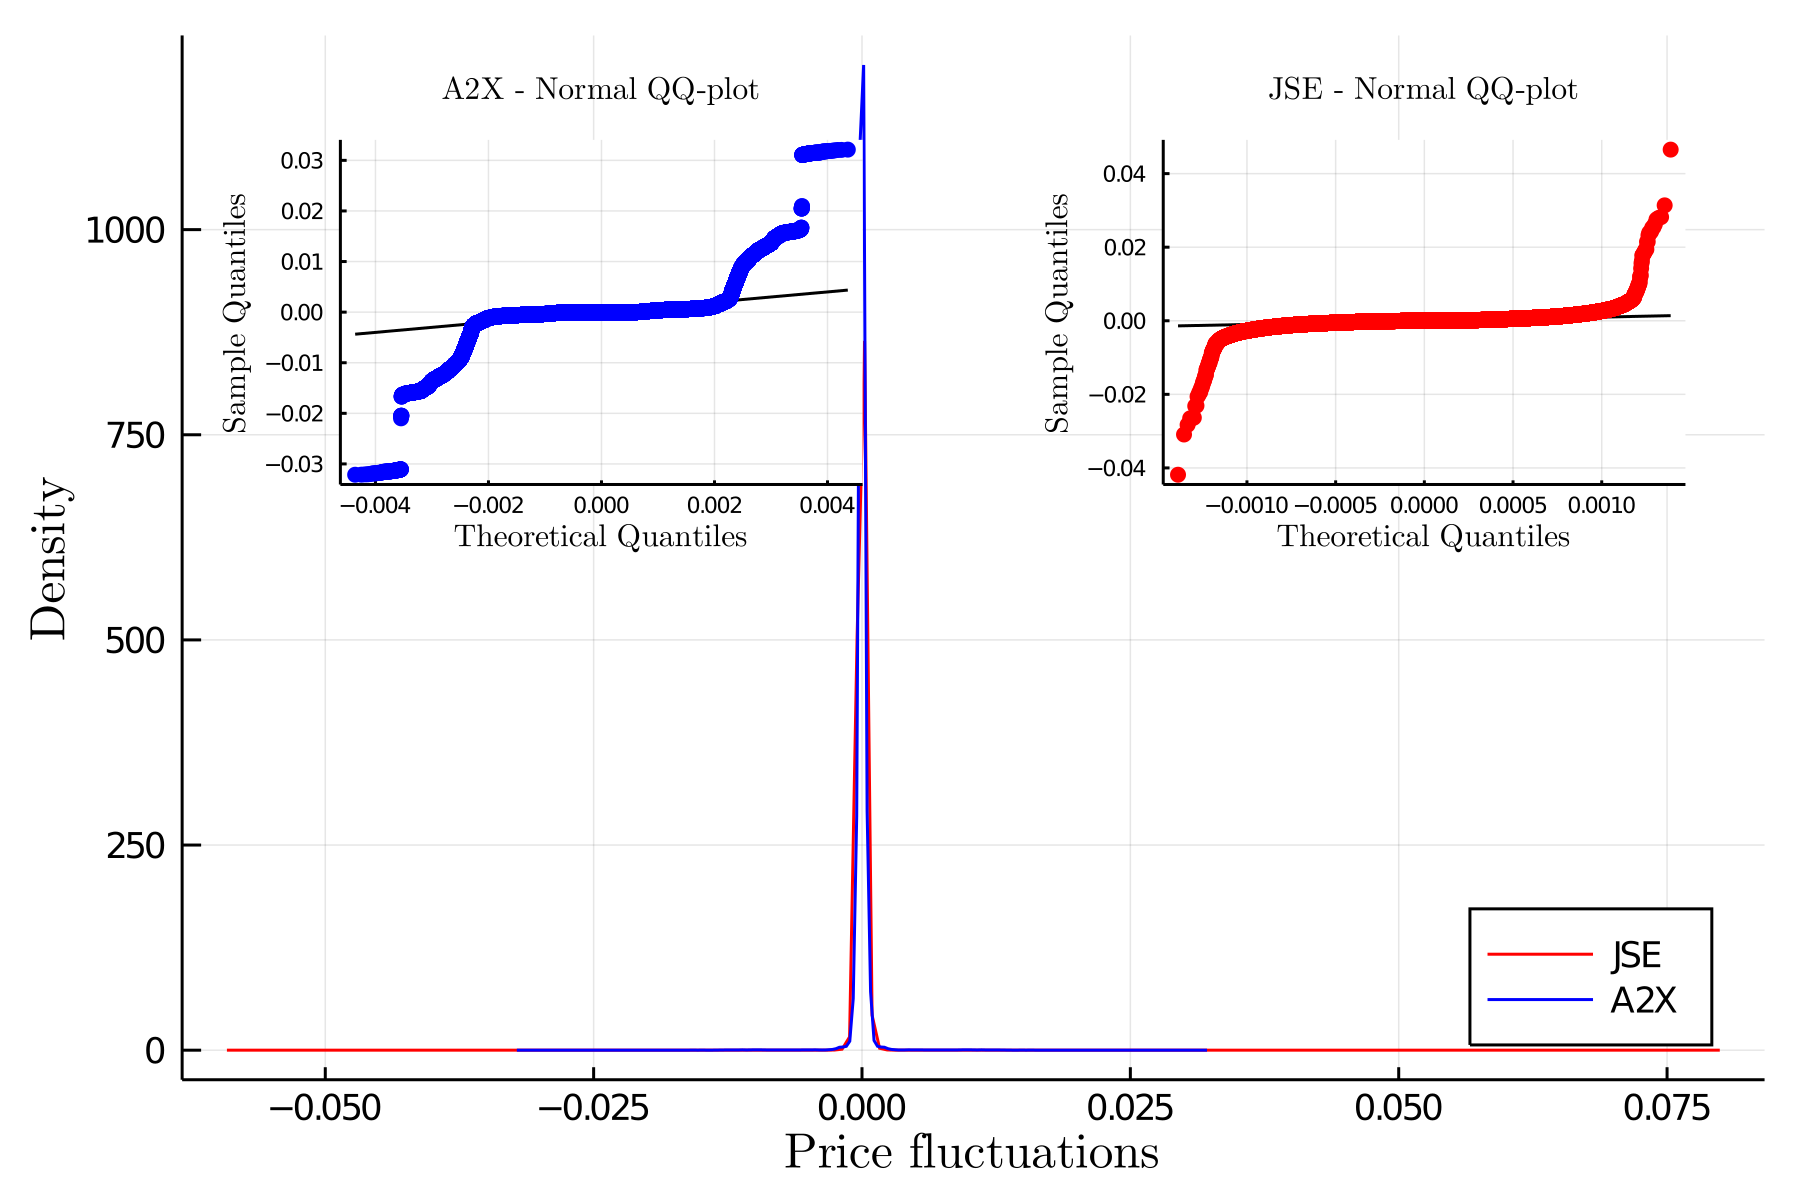 A2X - Normal QQ-plot
JSE - Normal QQ-plot
0.03
0.02
0.01
0.00
−0.01
−0.02
−0.03
Sample Quantiles
−0.004 −0.002 0.000 0.002 0.004
Theoretical Quantiles
0.04
0.02
0.00
−0.02
−0.04
Sample Quantiles
−0.0010 −0.0005 0.0000 0.0005 0.0010
Theoretical Quantiles
1000
750
500
250
0
Density
JSE
A2X
−0.050 −0.025 0.000 0.025 0.050 0.075
Price fluctuations